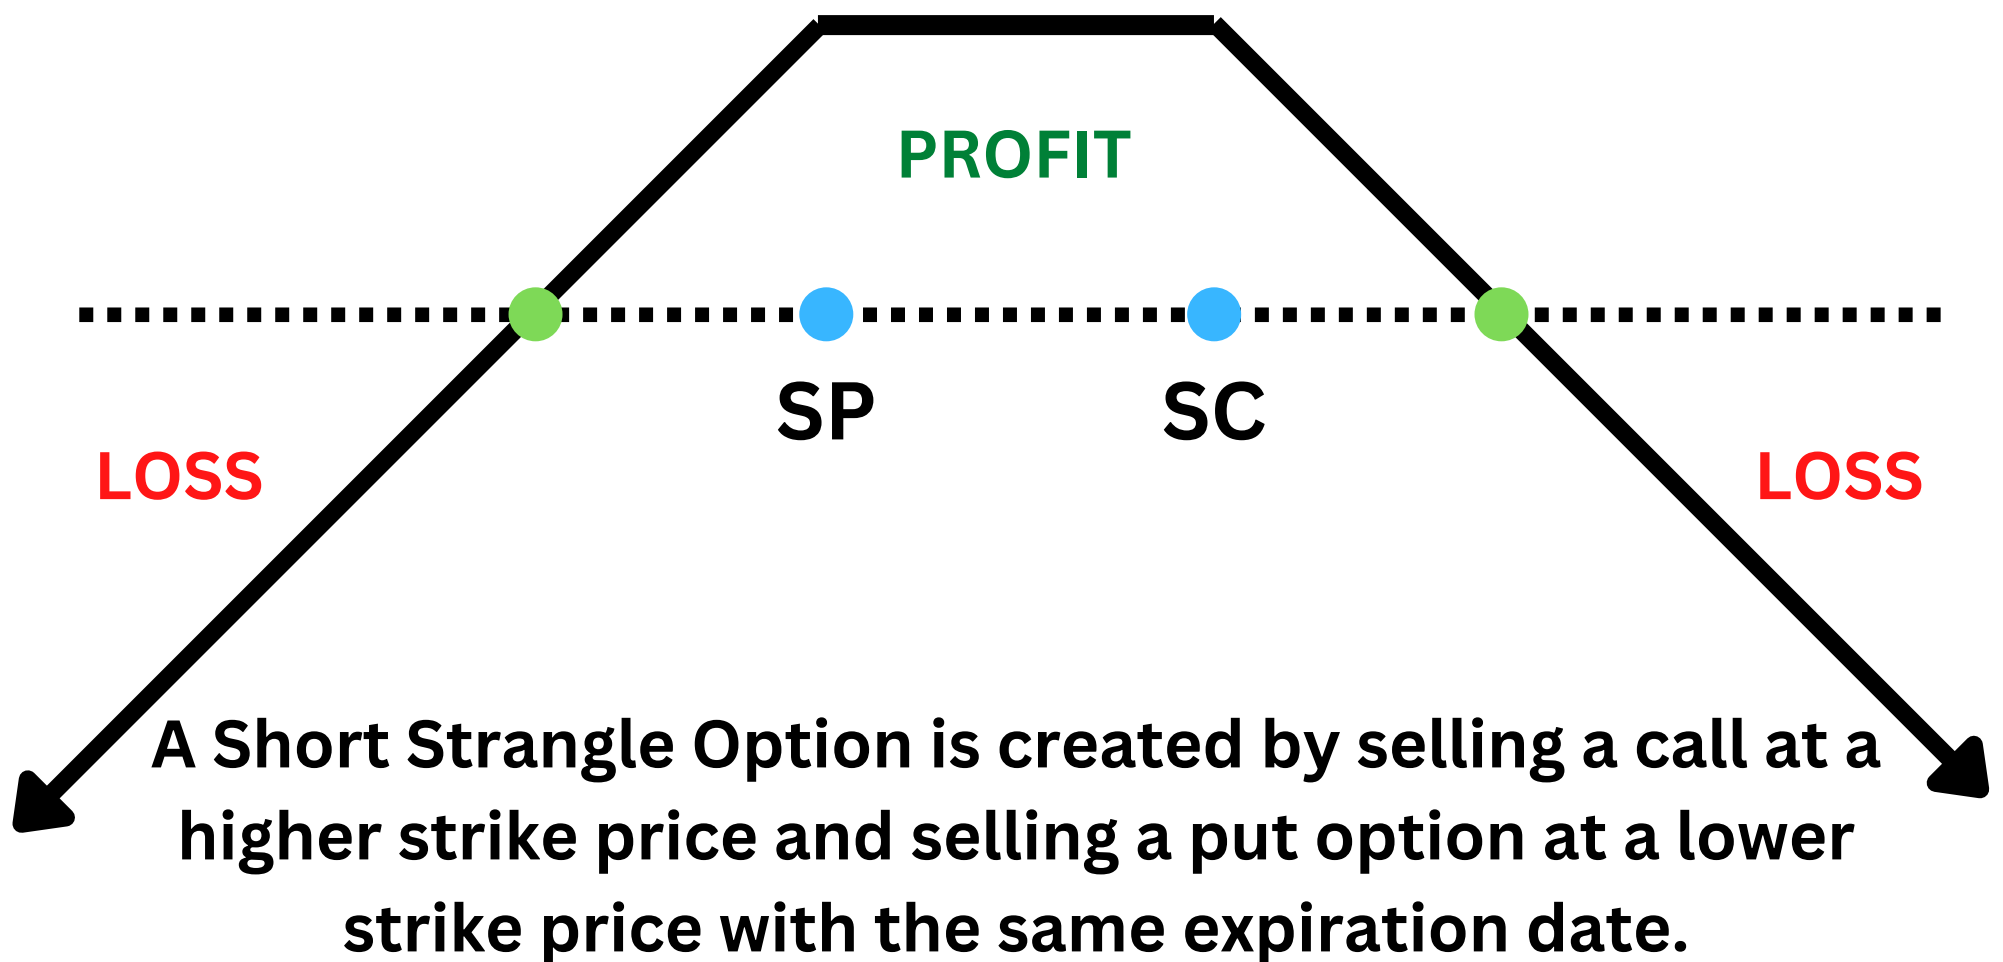 PROFIT
SP
SC
LOSS
LOSS
A Short Strangle Option is created by selling a call at a
higher strike price and selling a put option at a lower
strike price with the same expiration date.